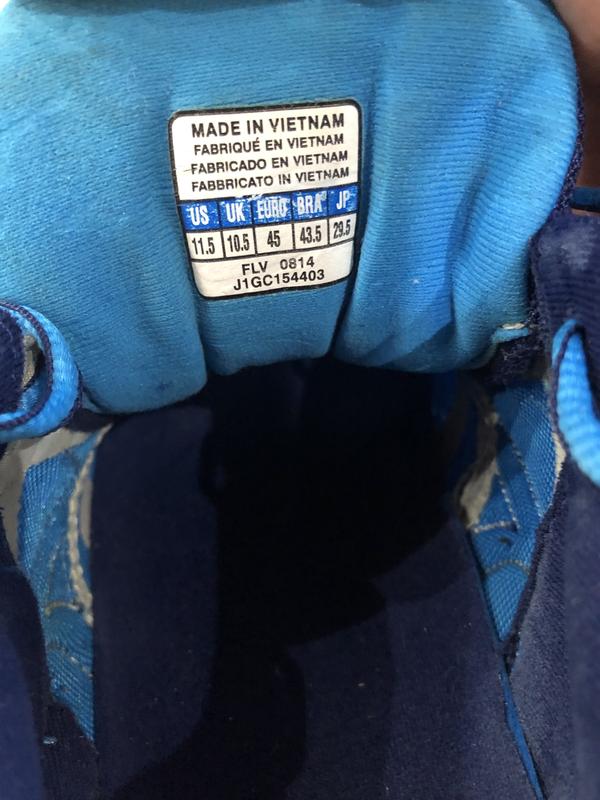 MADE IN VIETNAM
FABRIQUÉ EN VIETNAM
FABRICADO EN VIETNAM
FABBRICATO IN VIETNAM
US UK EURO BRA JP
11.5 10.5 45 43.5 29.5
FLV 0814
J1GC154403